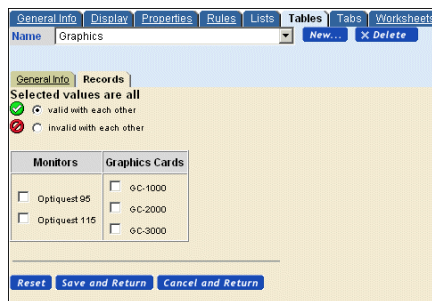 General Info Display Properties Rules Lists Tables Tabs Worksheets
Name Graphics New... X Delete
General Info Records
Selected values are all
valid with each other
invalid with each other
Monitors Graphics Cards
Optiquest 95 GC-1000
Optiquest 115 GC-2000
GC-3000
Reset Save and Return Cancel and Return